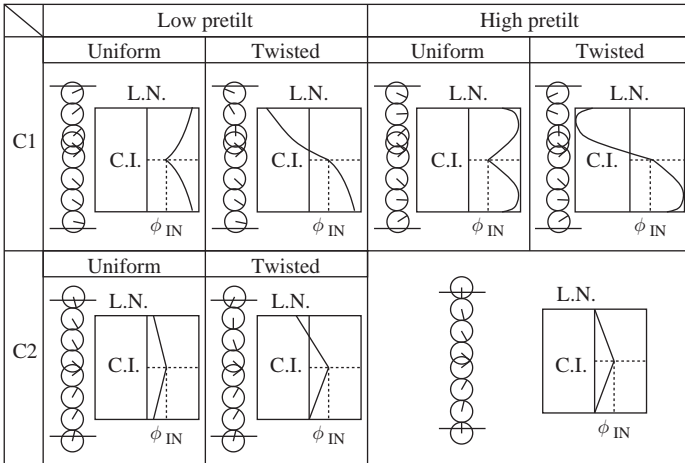 Low pretilt High pretilt
Uniform Twisted Uniform Twisted
C1
L.N. L.N. L.N. L.N.
C.I. C.I. C.I. C.I.
ϕ IN ϕ IN ϕ IN ϕ IN
Uniform Twisted
C2
L.N. L.N. L.N.
C.I. C.I. C.I.
ϕ IN ϕ IN ϕ IN